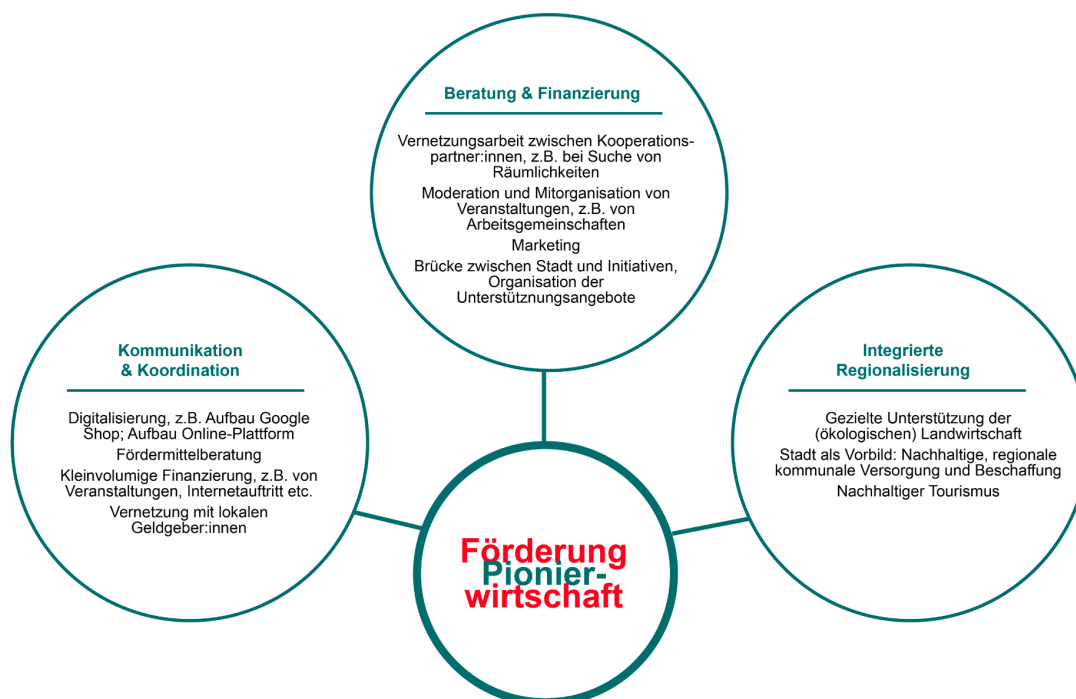 Beratung & Finanzierung
Vernetzungsarbeit zwischen Kooperations-
partner:innen, z.B. bei Suche von
Räumlichkeiten
Moderation und Mitorganisation von
Veranstaltungen, z.B. von
Arbeitsgemeinschaften
Marketing
Brücke zwischen Stadt und Initiativen,
Organisation der
Unterstütznungsangebote
Kommunikation
& Koordination
Digitalisierung, z.B. Aufbau Google
Shop; Aufbau Online-Plattform
Fördermittelberatung
Kleinvolumige Finanzierung, z.B. von
Veranstaltungen, Internetauftritt etc.
Vernetzung mit lokalen
Geldgeber:innen
Integrierte
Regionalisierung
Gezielte Unterstützung der
(ökologischen) Landwirtschaft
Stadt als Vorbild: Nachhaltige, regionale
kommunale Versorgung und Beschaffung
Nachhaltiger Tourismus
Förderung
Pionier-
wirtschaft